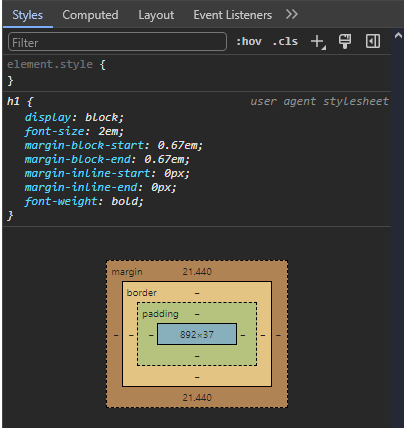 Styles Computed Layout Event Listeners
Filter :hov .cls
element.style {
}
h1 { user agent stylesheet
display: block;
font-size: 2em;
margin-block-start: 0.67em;
margin-block-end: 0.67em;
margin-inline-start: 0px;
margin-inline-end: 0px;
font-weight: bold;
}
margin 21.440
border –
padding –
– – – 892×37 – – –
–
–
21.440